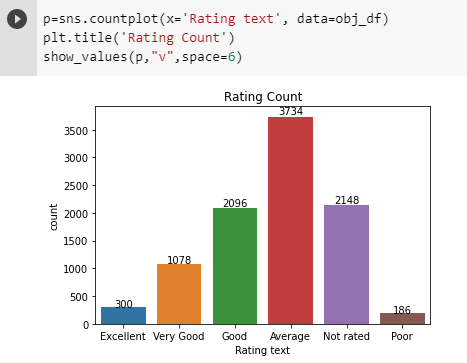 p=sns.countplot(x='Rating text', data=obj_df)
plt.title('Rating Count')
show_values(p,"v",space=6)
Rating Count
3734
3500
3000
2500
2148
2096
2000
1500
1078
1000
500
300
186
0
count
Excellent Very Good Good Average Not rated Poor
Rating text